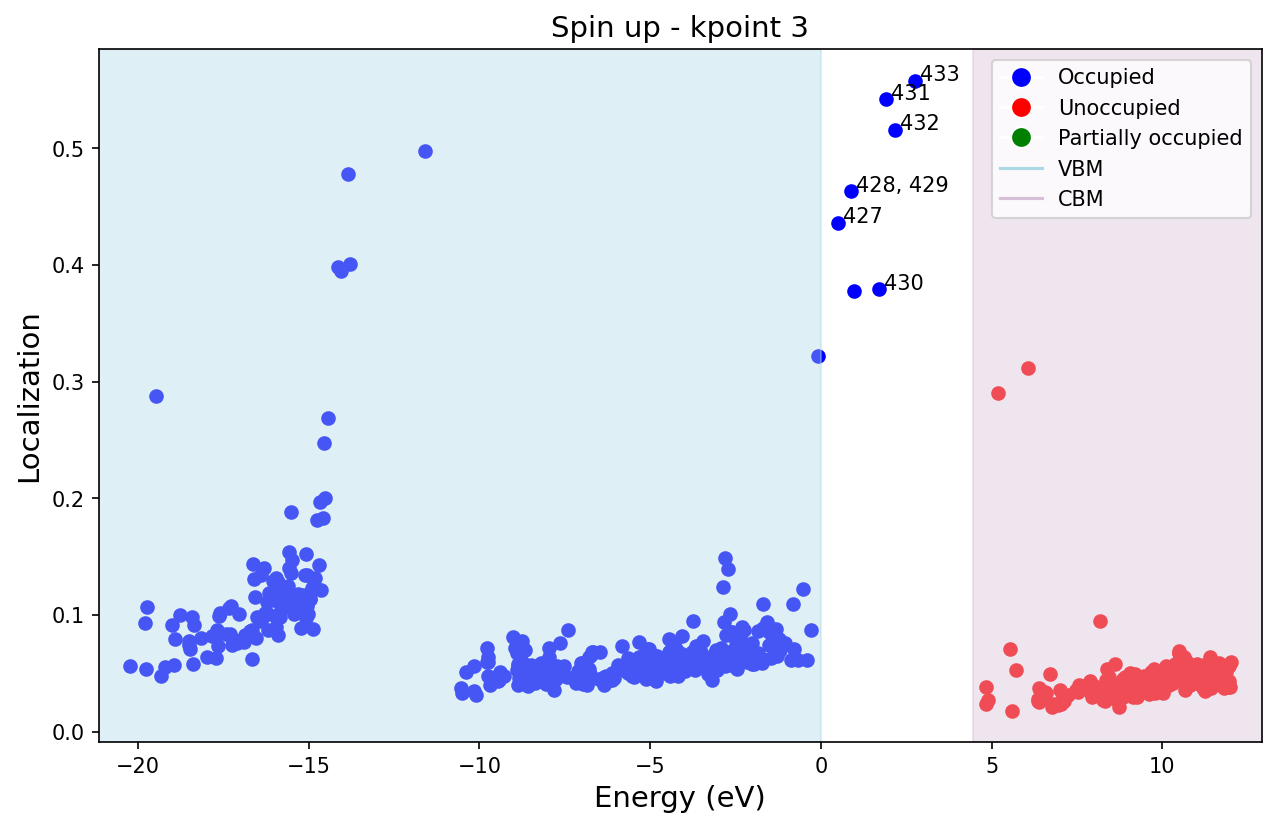 Spin up - kpoint 3
Localization
0.5
0.4
0.3
0.2
0.1
0.0
433
431
432
428, 429
427
430
Occupied
Unoccupied
Partially occupied
VBM
CBM
−20
−15
−10
−5
0
5
10
Energy (eV)